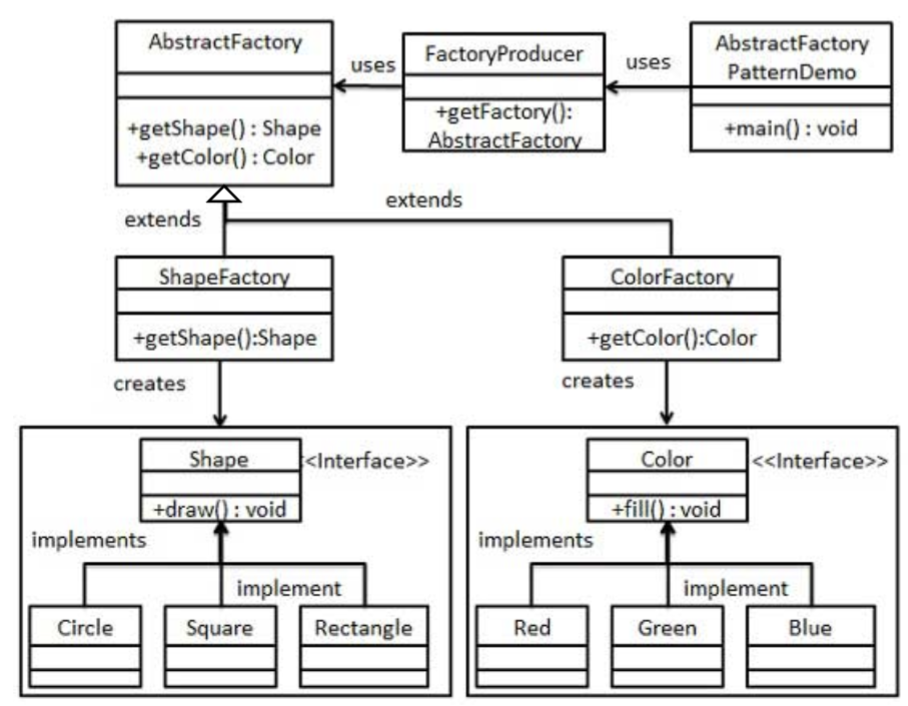 AbstractFactory
+getShape() : Shape
+getColor() : Color
uses
FactoryProducer
+getFactory():
AbstractFactory
uses
AbstractFactory
PatternDemo
+main() : void
extends
extends
ShapeFactory
+getShape():Shape
ColorFactory
+getColor():Color
creates
creates
Shape
<<Interface>>
+draw() : void
implements
implement
Circle
Square
Rectangle
Color
<<Interface>>
+fill() : void
implements
implement
Red
Green
Blue